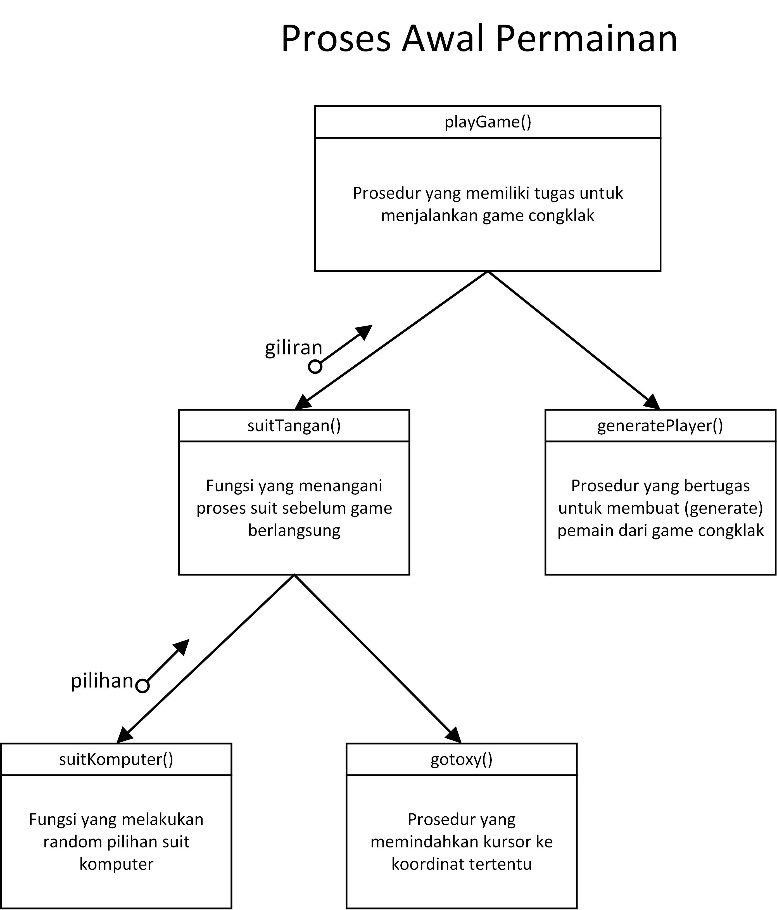 Proses Awal Permainan
playGame()
Prosedur yang memiliki tugas untuk
menjalankan game congklak
giliran
suitTangan()
Fungsi yang menangani
proses suit sebelum game
berlangsung
generatePlayer()
Prosedur yang bertugas
untuk membuat (generate)
pemain dari game congklak
pilihan
suitKomputer()
Fungsi yang melakukan
random pilihan suit
komputer
gotoxy()
Prosedur yang
memindahkan kursor ke
koordinat tertentu